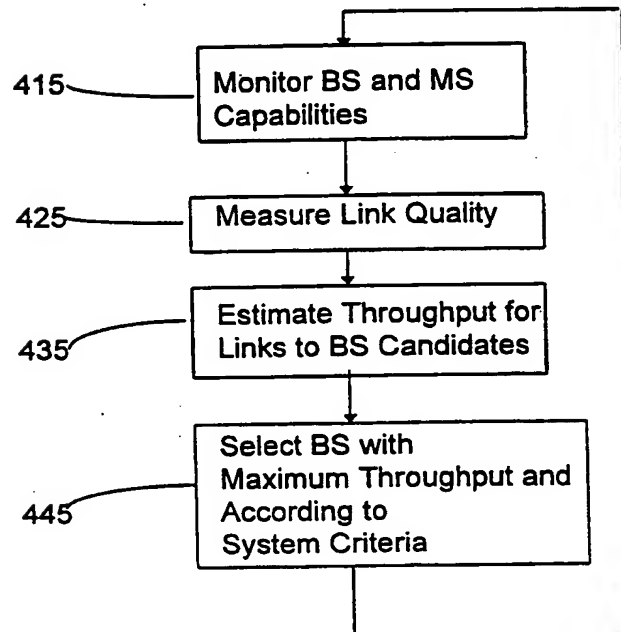 415
Monitor BS and MS
Capabilities
425
Measure Link Quality
435
Estimate Throughput for
Links to BS Candidates
445
Select BS with
Maximum Throughput and
According to
System Criteria